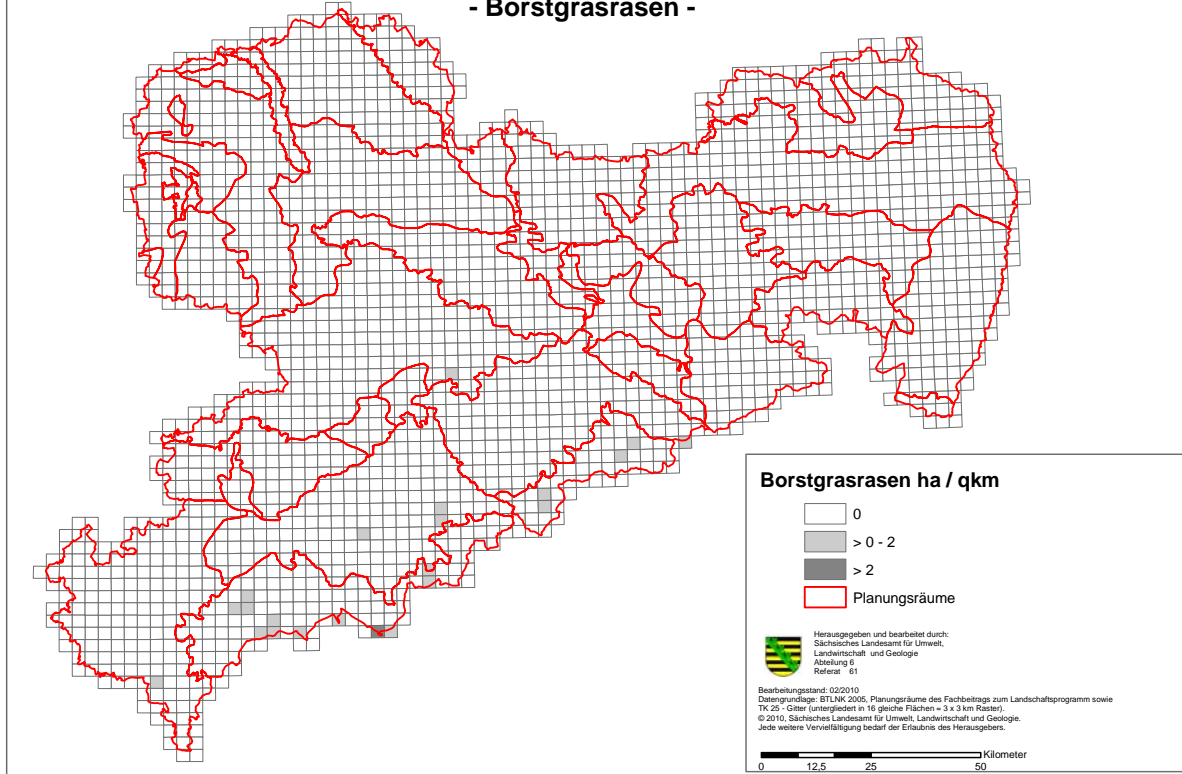 - Borstgrasrasen -
Borstgrasrasen ha / qkm
0
> 0 - 2
> 2
Planungsräume
Herausgegeben und bearbeitet durch:
Sächsisches Landesamt für Umwelt,
Landwirtschaft und Geologie
Abteilung 6
Referat 61
Bearbeitungsstand: 02/2010
Datengrundlage: BTLNK 2005, Planungsräume des Fachbeitrags zum Landschaftsprogramm sowie
TK 25 - Gitter (untergliedert in 16 gleiche Flächen = 3 x 3 km Raster).
© 2010, Sächsisches Landesamt für Umwelt, Landwirtschaft und Geologie.
Jede weitere Vervielfältigung bedarf der Erlaubnis des Herausgebers.
Kilometer
0 12,5 25 50